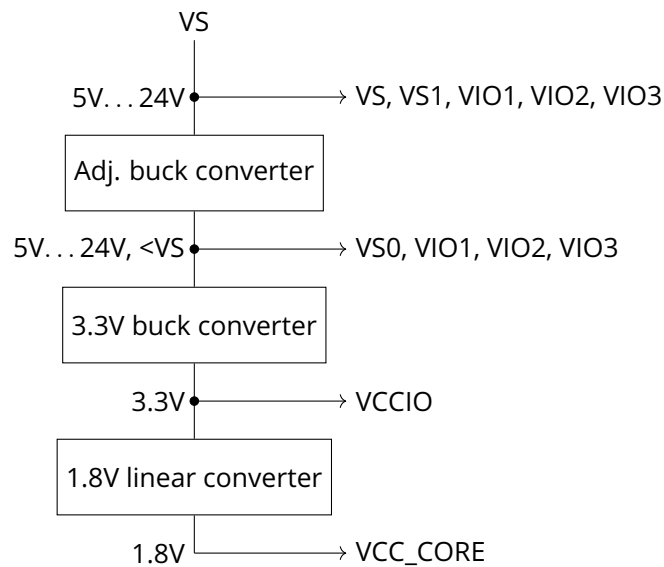 VS
5V...24V VS, VS1, VIO1, VIO2, VIO3
Adj. buck converter
5V...24V, <VS VS0, VIO1, VIO2, VIO3
3.3V buck converter
3.3V VCCIO
1.8V linear converter
1.8V VCC_CORE